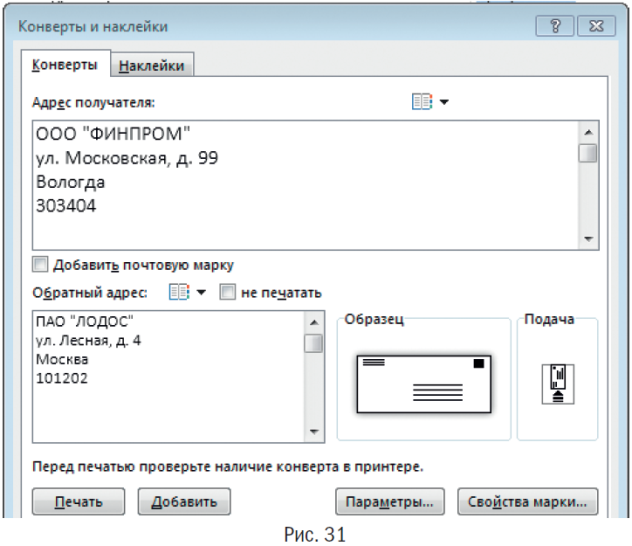 Конверты и наклейки
Конверты Наклейки
Адрес получателя:
ООО "ФИНПРОМ"
ул. Московская, д. 99
Вологда
303404
Добавить почтовую марку
Обратный адрес: не печатать
ПАО "ЛОДОС"
ул. Лесная, д. 4
Москва
101202
Образец
Подача
Перед печатью проверьте наличие конверта в принтере.
Печать Добавить Параметры... Свойства марки...
Рис. 31